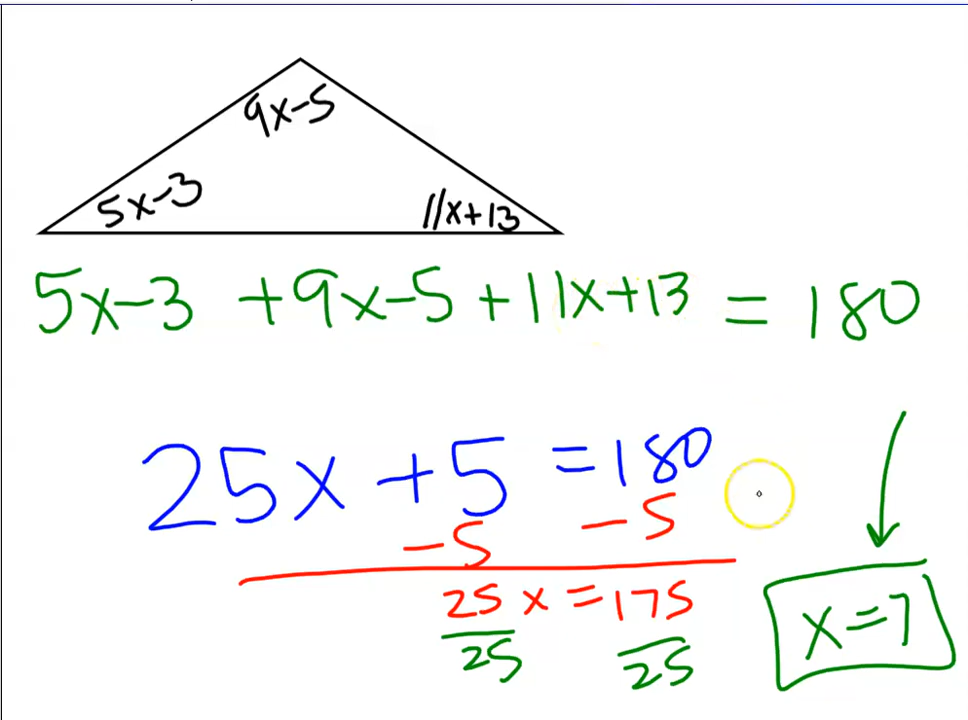 9x-5
5x-3
11x+13
5x-3 +9x-5+11x+13 = 180
25x +5 =180
-5 -5
25x=175
25 25
x=7